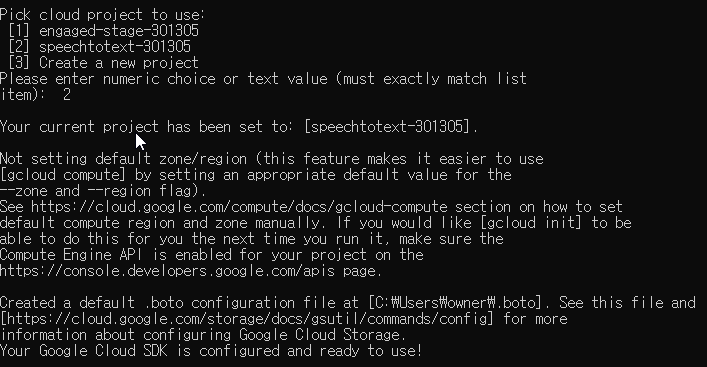 Pick cloud project to use:
[1] engaged-stage-301305
[2] speechtotext-301305
[3] Create a new project
Please enter numeric choice or text value (must exactly match list
item):  2
Your current project has been set to: [speechtotext-301305].
Not setting default zone/region (this feature makes it easier to use
[gcloud compute] by setting an appropriate default value for the
--zone and --region flag).
See https://cloud.google.com/compute/docs/gcloud-compute section on how to set
default compute region and zone manually. If you would like [gcloud init] to be
able to do this for you the next time you run it, make sure the
Compute Engine API is enabled for your project on the
https://console.developers.google.com/apis page.
Created a default .boto configuration file at [C:₩Users₩owner₩.boto]. See this file and
[https://cloud.google.com/storage/docs/gsutil/commands/config] for more
information about configuring Google Cloud Storage.
Your Google Cloud SDK is configured and ready to use!